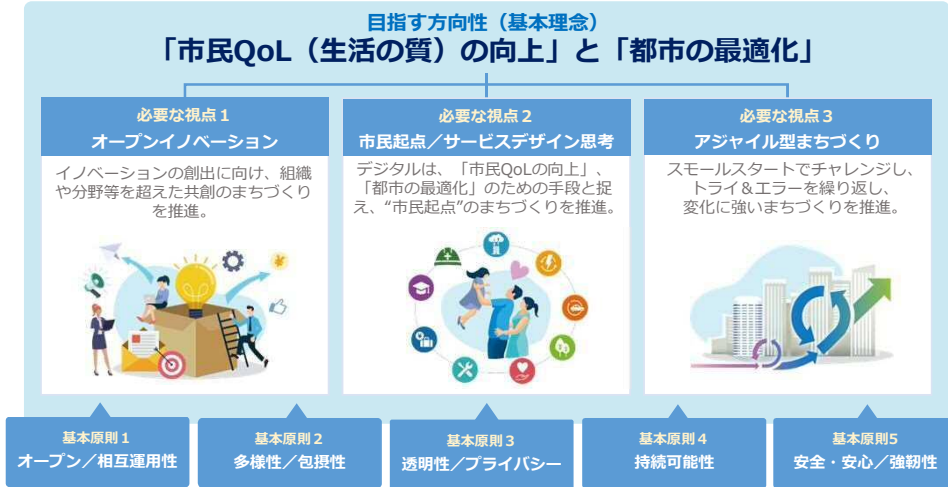 目指す方向性（基本理念）
「市民QoL（生活の質）の向上」と「都市の最適化」
必要な視点１
オープンイノベーション
イノベーションの創出に向け、組織
や分野等を超えた共創のまちづくり
を推進。
必要な視点２
市民起点／サービスデザイン思考
デジタルは、「市民QoLの向上」、
「都市の最適化」のための手段と捉
え、“市民起点”のまちづくりを推進。
必要な視点３
アジャイル型まちづくり
スモールスタートでチャレンジし、
トライ＆エラーを繰り返し、
変化に強いまちづくりを推進。
基本原則１
オープン／相互運用性
基本原則２
多様性／包摂性
基本原則３
透明性／プライバシー
基本原則４
持続可能性
基本原則5
安全・安心／強靭性